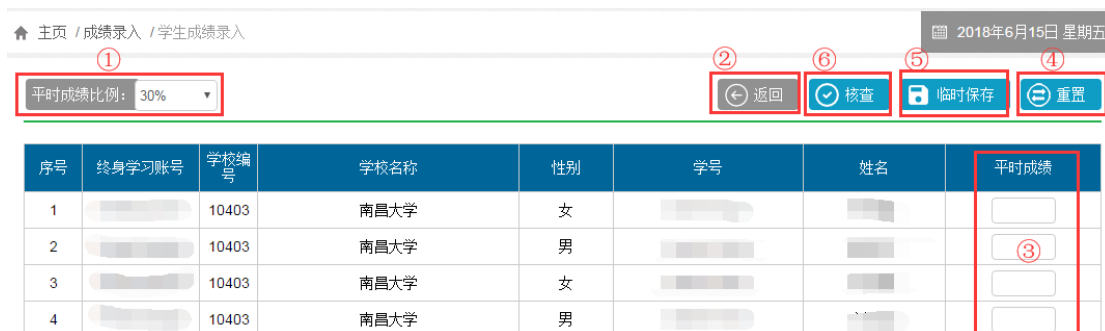 主页 / 成绩录入 / 学生成绩录入
2018年6月15日 星期五
① ② ⑥ ⑤ ④
平时成绩比例： 30% 返回 核查 临时保存 重置
序号 终身学习账号 学校编号 学校名称 性别 学号 姓名 平时成绩
1 10403 南昌大学 女
2 10403 南昌大学 男 ③
3 10403 南昌大学 女
4 10403 南昌大学 男